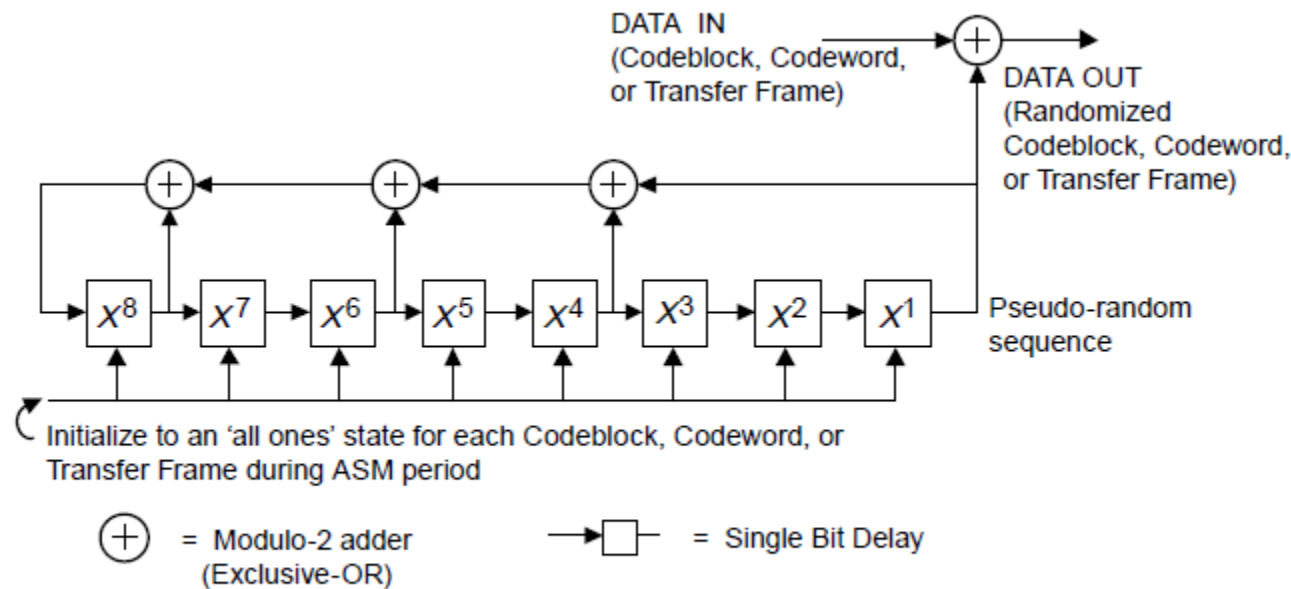 DATA IN
(Codeblock, Codeword,
or Transfer Frame)
DATA OUT
(Randomized
Codeblock, Codeword,
or Transfer Frame)
+
+
+
+
X8
X7
X6
X5
X4
X3
X2
X1
Pseudo-random
sequence
Initialize to an ‘all ones’ state for each Codeblock, Codeword, or
Transfer Frame during ASM period
+ = Modulo-2 adder
(Exclusive-OR)
= Single Bit Delay